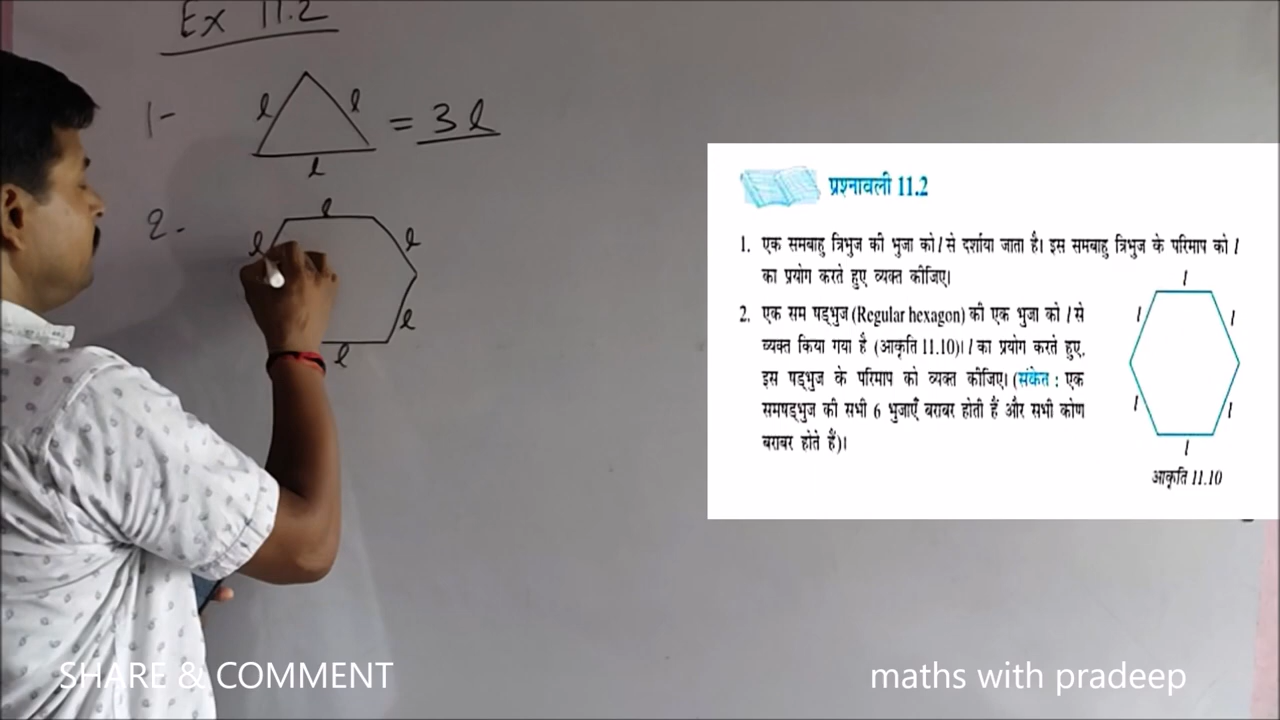 Ex 11.2
1-
l
l
l
= 3l
2.
l
l
l
l
l
प्रश्नावली 11.2
1. एक समबाहु त्रिभुज की भुजा को l से दर्शाया जाता है। इस समबाहु त्रिभुज के परिमाप को l
का प्रयोग करते हुए व्यक्त कीजिए।
2. एक सम षड्भुज (Regular hexagon) की एक भुजा को l से
व्यक्त किया गया है (आकृति 11.10)। l का प्रयोग करते हुए,
इस षड्भुज के परिमाप को व्यक्त कीजिए। (संकेत : एक
समषड्भुज की सभी 6 भुजाएँ बराबर होती हैं और सभी कोण
बराबर होते हैं)।
l
l
l
l
l
l
आकृति 11.10
SHARE & COMMENT
maths with pradeep